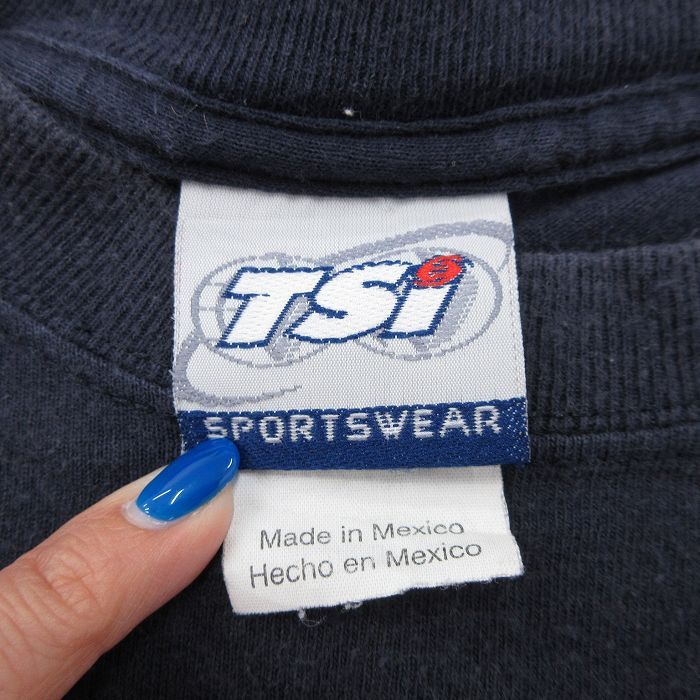 TSi
SPORTSWEAR
Made in Mexico
Hecho en Mexico